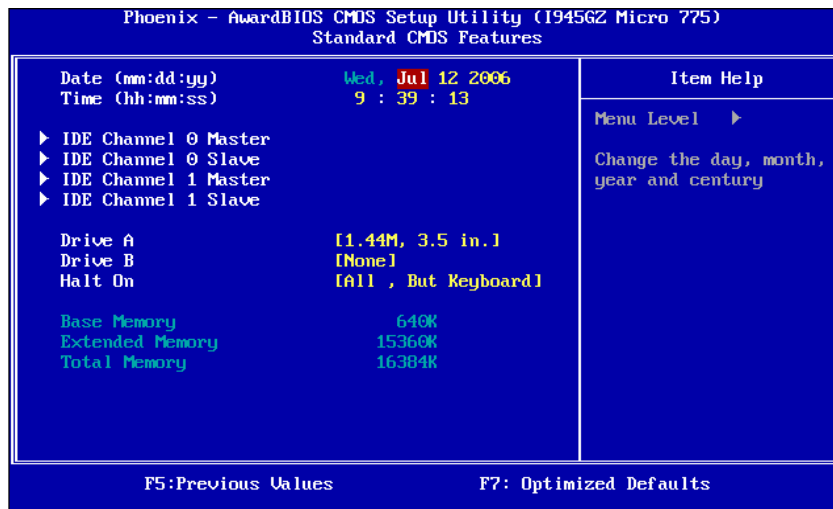 Phoenix - AwardBIOS CMOS Setup Utility (I945GZ Micro 775)
Standard CMOS Features
Date (mm:dd:yy) Wed, Jul 12 2006
Time (hh:mm:ss) 9 : 39 : 13
IDE Channel 0 Master
IDE Channel 0 Slave
IDE Channel 1 Master
IDE Channel 1 Slave
Drive A [1.44M, 3.5 in.]
Drive B [None]
Halt On [All , But Keyboard]
Base Memory 640K
Extended Memory 15360K
Total Memory 16384K
Item Help
Menu Level
Change the day, month,
year and century
F5:Previous Values F7: Optimized Defaults